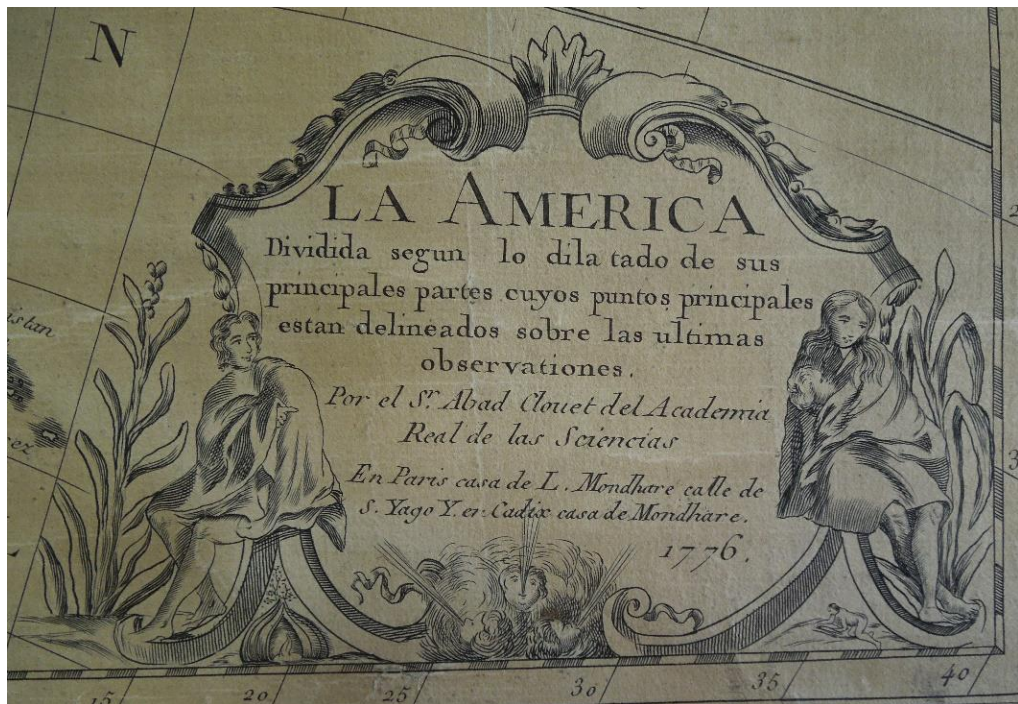 N
LA AMERICA
Dividida segun lo dila tado de sus
principales partes cuyos puntos principales
estan delineados sobre las ultimas
observationes.
Por el Sr. Abad Clouet del Academia
Real de las Sciencias
En Paris casa de L. Mondhare calle de
S. Yago Y. en Cadix casa de Mondhare.
1776.
15 20 25 30 35 40